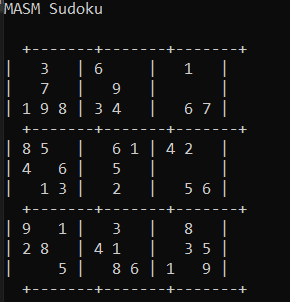 MASM Sudoku
+-------+-------+-------+
|   3   | 6     |   1   |
|   7   |   9   |       |
| 1 9 8 | 3 4   |   6 7 |
+-------+-------+-------+
| 8 5   |   6 1 | 4 2   |
| 4   6 |   5   |       |
|   1 3 |   2   |   5 6 |
+-------+-------+-------+
| 9   1 |   3   |   8   |
| 2 8   | 4 1   |   3 5 |
|     5 |   8 6 | 1   9 |
+-------+-------+-------+